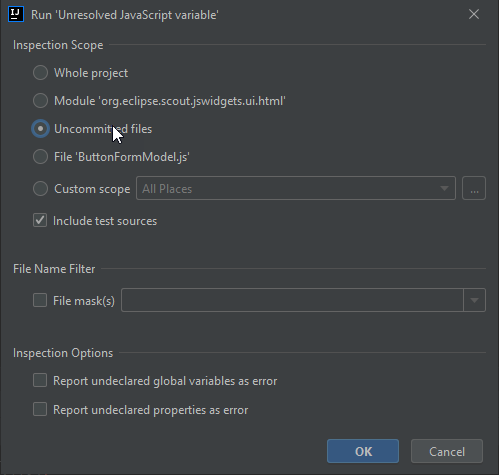 IJ
Run 'Unresolved JavaScript variable'
Inspection Scope
Whole project
Module 'org.eclipse.scout.jswidgets.ui.html'
Uncommitted files
File 'ButtonFormModel.js'
Custom scope All Places ...
Include test sources
File Name Filter
File mask(s)
Inspection Options
Report undeclared global variables as error
Report undeclared properties as error
OK Cancel